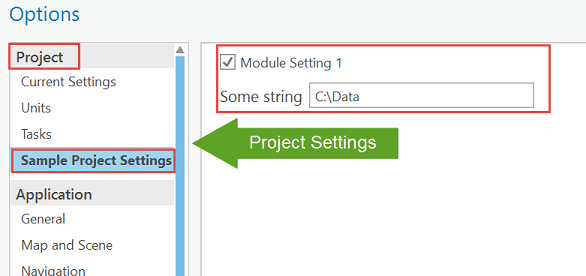 Options
Project
Current Settings
Units
Tasks
Sample Project Settings
Application
General
Map and Scene
Navigation
Module Setting 1
Some string C:\Data
Project Settings